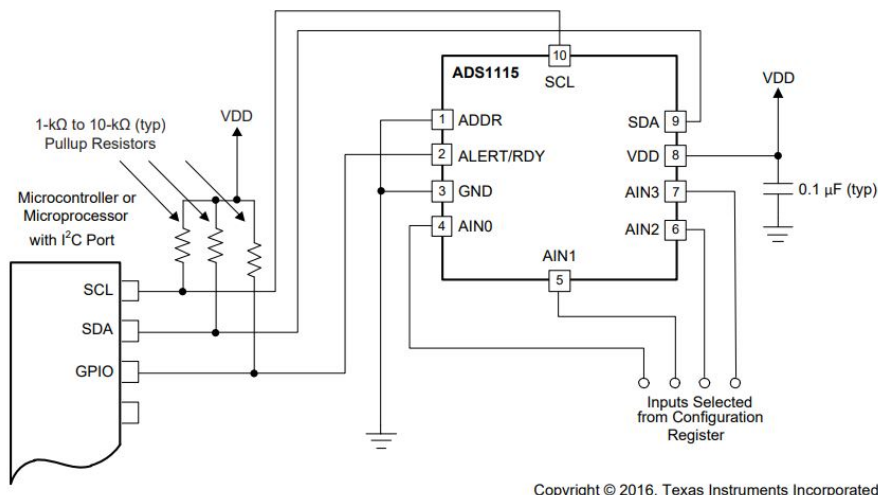 1-kΩ to 10-kΩ (typ)
Pullup Resistors
VDD
Microcontroller or
Microprocessor
with I²C Port
SCL
SDA
GPIO
ADS1115
10
SCL
1 ADDR
2 ALERT/RDY
3 GND
4 AIN0
AIN1
5
SDA 9
VDD 8
AIN3 7
AIN2 6
VDD
0.1 μF (typ)
Inputs Selected
from Configuration
Register
Copyright © 2016, Texas Instruments Incorporated